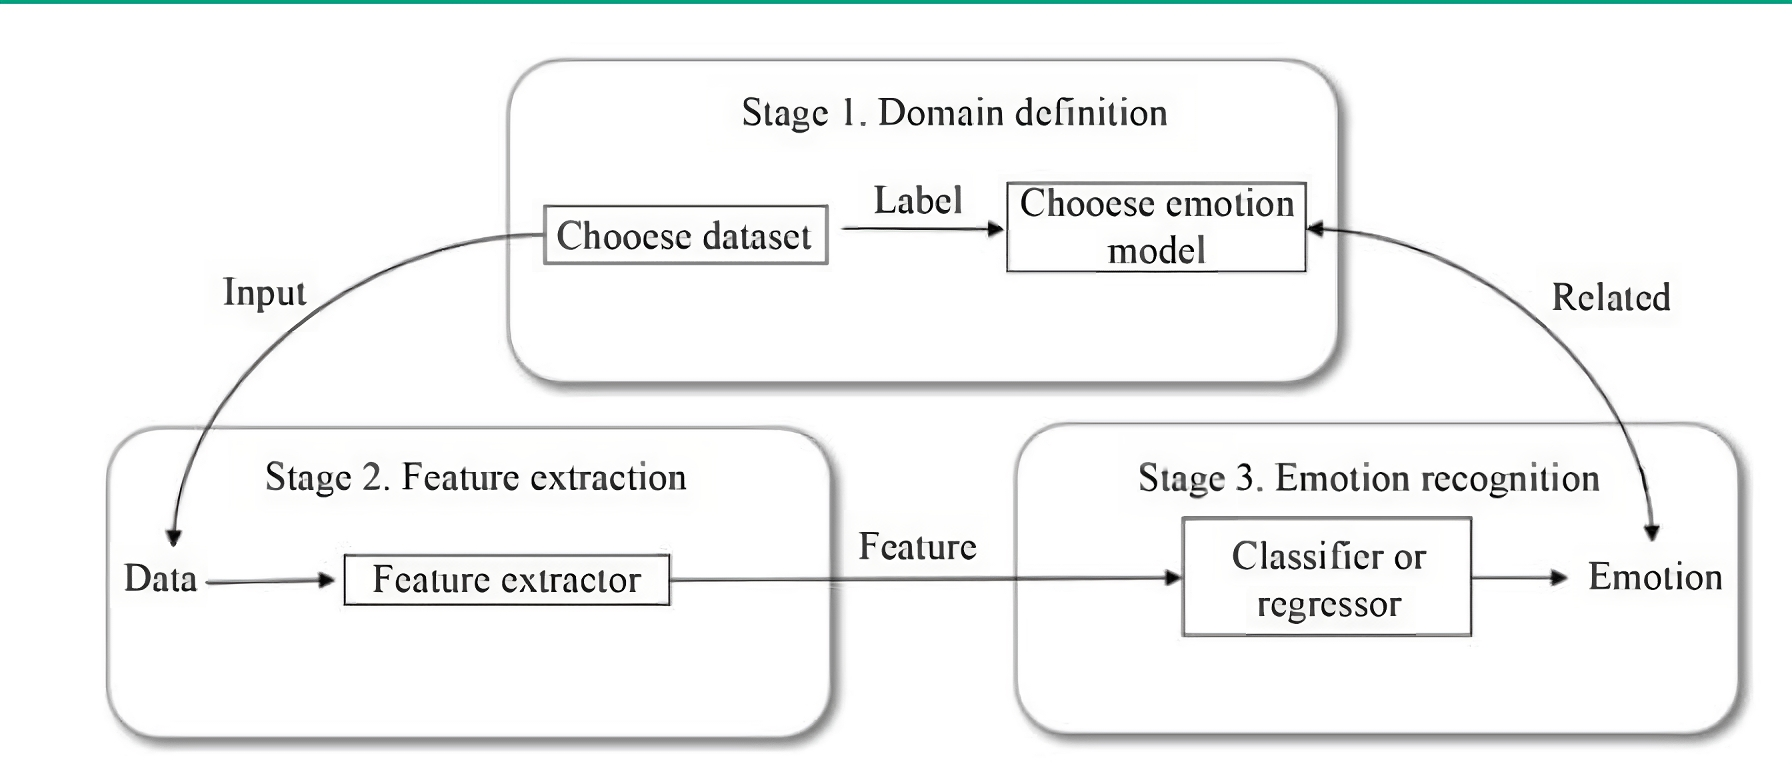 Stage 1. Domain definition
Label
Chooese dataset
Chooese emotion
model
Input
Related
Stage 2. Feature extraction
Data
Feature extractor
Feature
Stage 3. Emotion recognition
Classifier or
regressor
Emotion